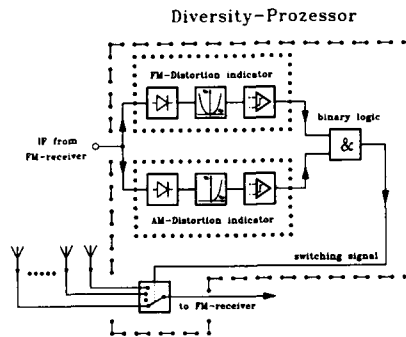 Diversity-Prozessor
FM-Distortion indicator
binary logic
IF from
FM-receiver
&
AM-Distortion indicator
switching signal
to FM-receiver